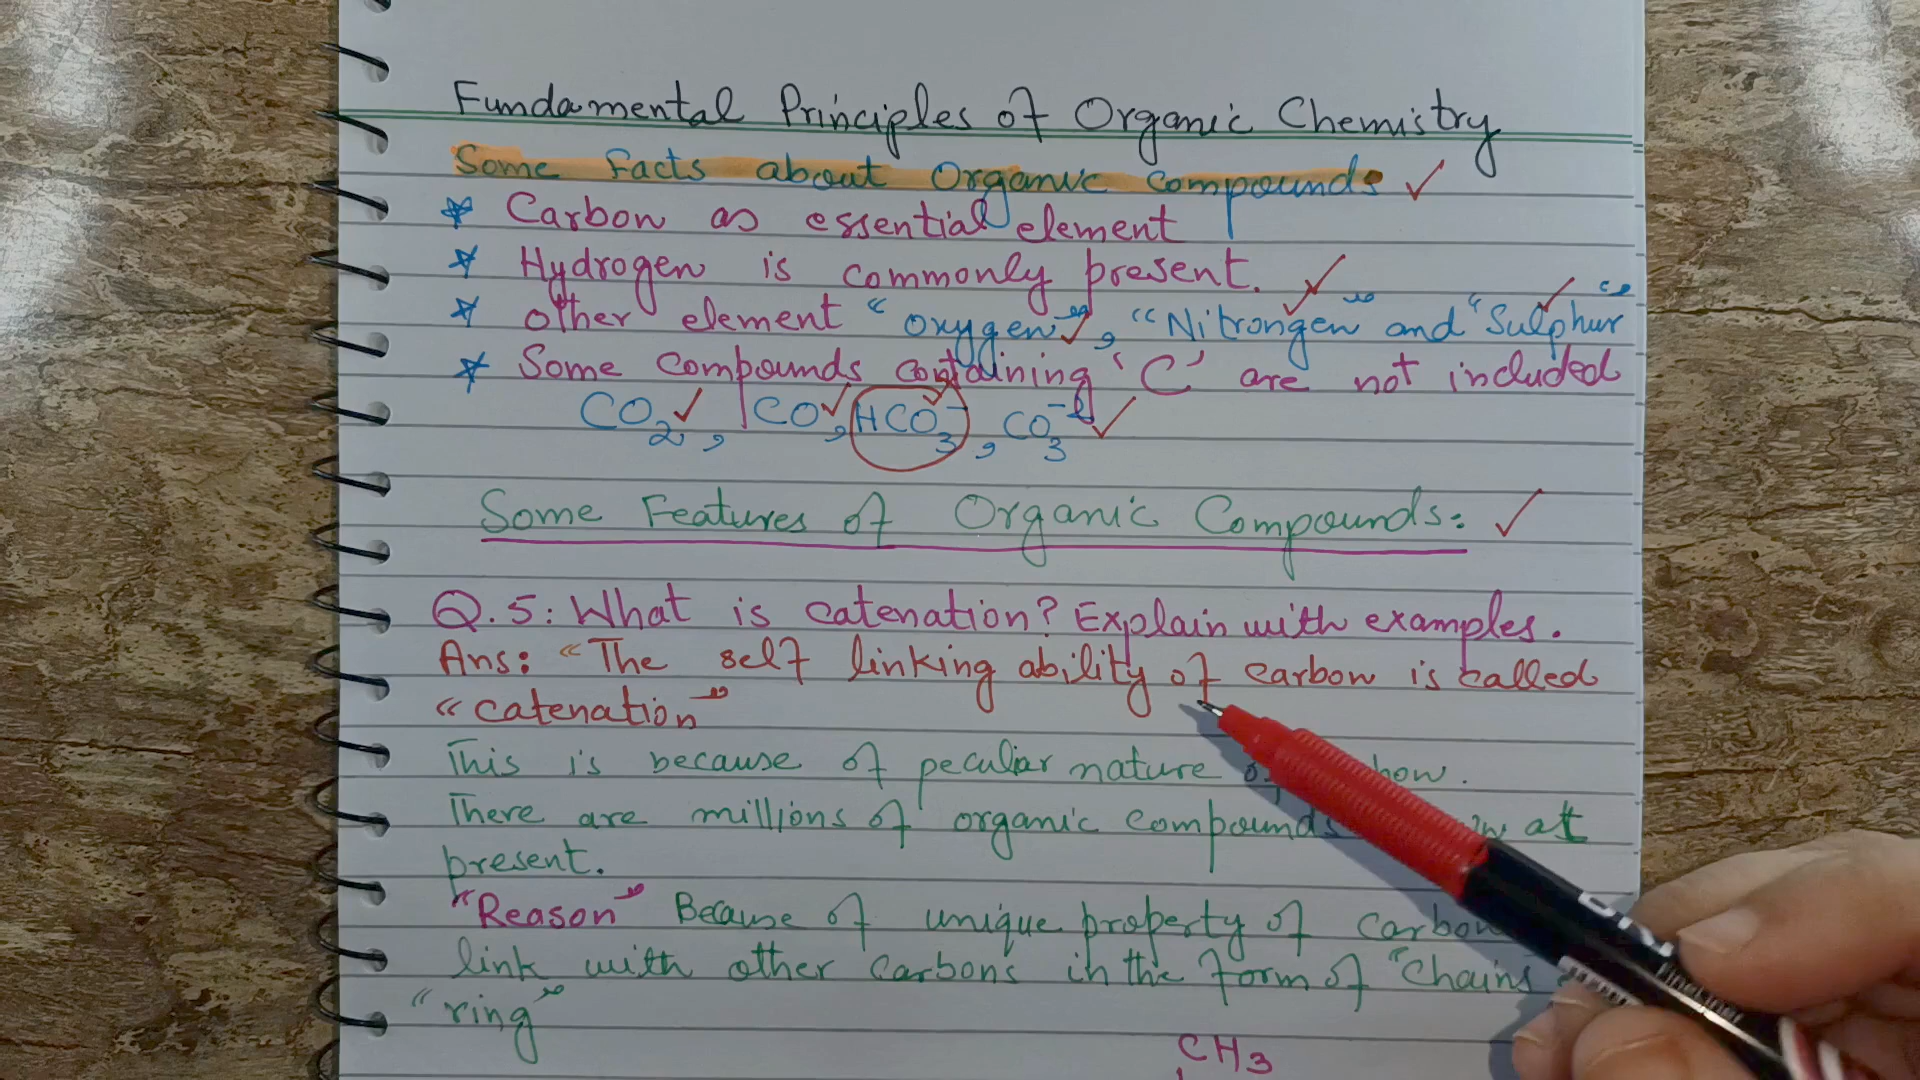 Fundamental Principles of Organic Chemistry
Some Facts about Organic Compounds
Carbon as essential element
Hydrogen is commonly present.
other element "oxygen", "Nitrongen" and "Sulphur"
Some compounds containing 'C' are not included
CO2, CO, HCO3-, CO3-2
Some Features of Organic Compounds:
Q.5: What is catenation? Explain with examples.
Ans: "The self linking ability of carbon is called
"catenation"
This is because of peculiar nature
There are millions of organic compounds at
present.
"Reason" Because of unique property of carbon
link with other carbons in the form of "Chains
"ring"
CH3